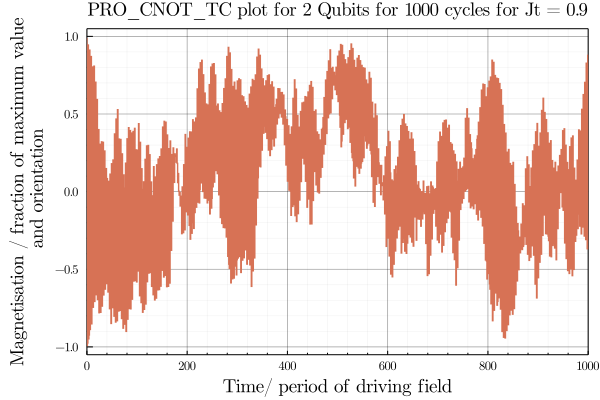 PRO_CNOT_TC plot for 2 Qubits for 1000 cycles for Jt = 0.9
Magnetisation / fraction of maximum value
and orientation
1.0
0.5
0.0
−0.5
−1.0
0 200 400 600 800 1000
Time/ period of driving field